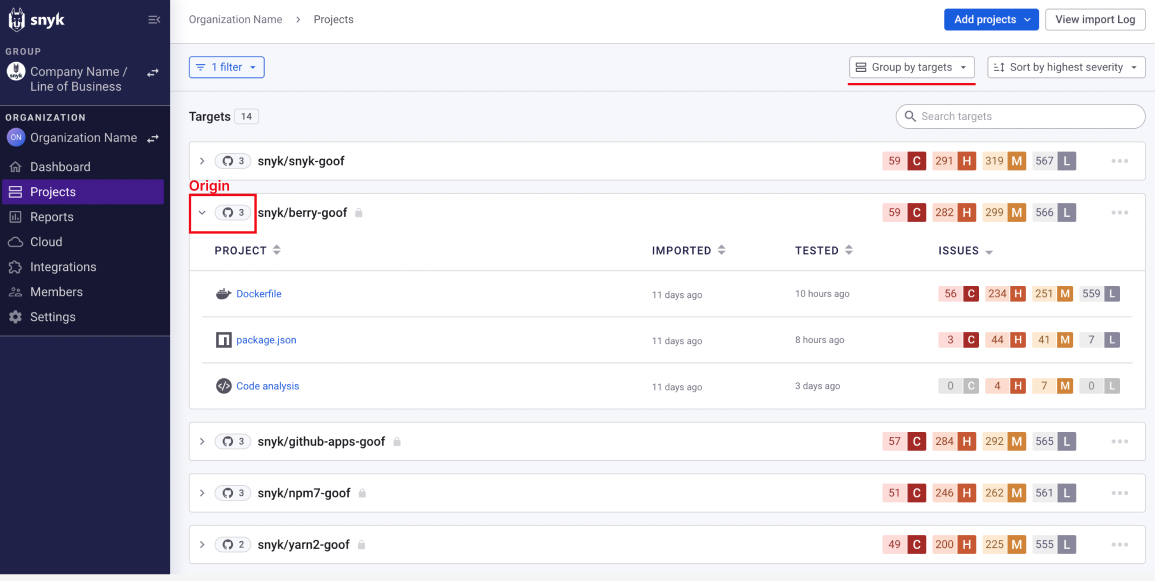 snyk
Organization Name > Projects
Add projects
View import Log
GROUP
Company Name /
Line of Business
1 filter
Group by targets
Sort by highest severity
ORGANIZATION
ON Organization Name
Targets 14
Search targets
Dashboard
Projects
Reports
Cloud
Integrations
Members
Settings
3 snyk/snyk-goof 59 C 291 H 319 M 567 L
Origin
3 snyk/berry-goof 59 C 282 H 299 M 566 L
PROJECT IMPORTED TESTED ISSUES
Dockerfile 11 days ago 10 hours ago 56 C 234 H 251 M 559 L
package.json 11 days ago 8 hours ago 3 C 44 H 41 M 7 L
Code analysis 11 days ago 3 days ago 0 C 4 H 7 M 0 L
3 snyk/github-apps-goof 57 C 284 H 292 M 565 L
3 snyk/npm7-goof 51 C 246 H 262 M 561 L
2 snyk/yarn2-goof 49 C 200 H 225 M 555 L